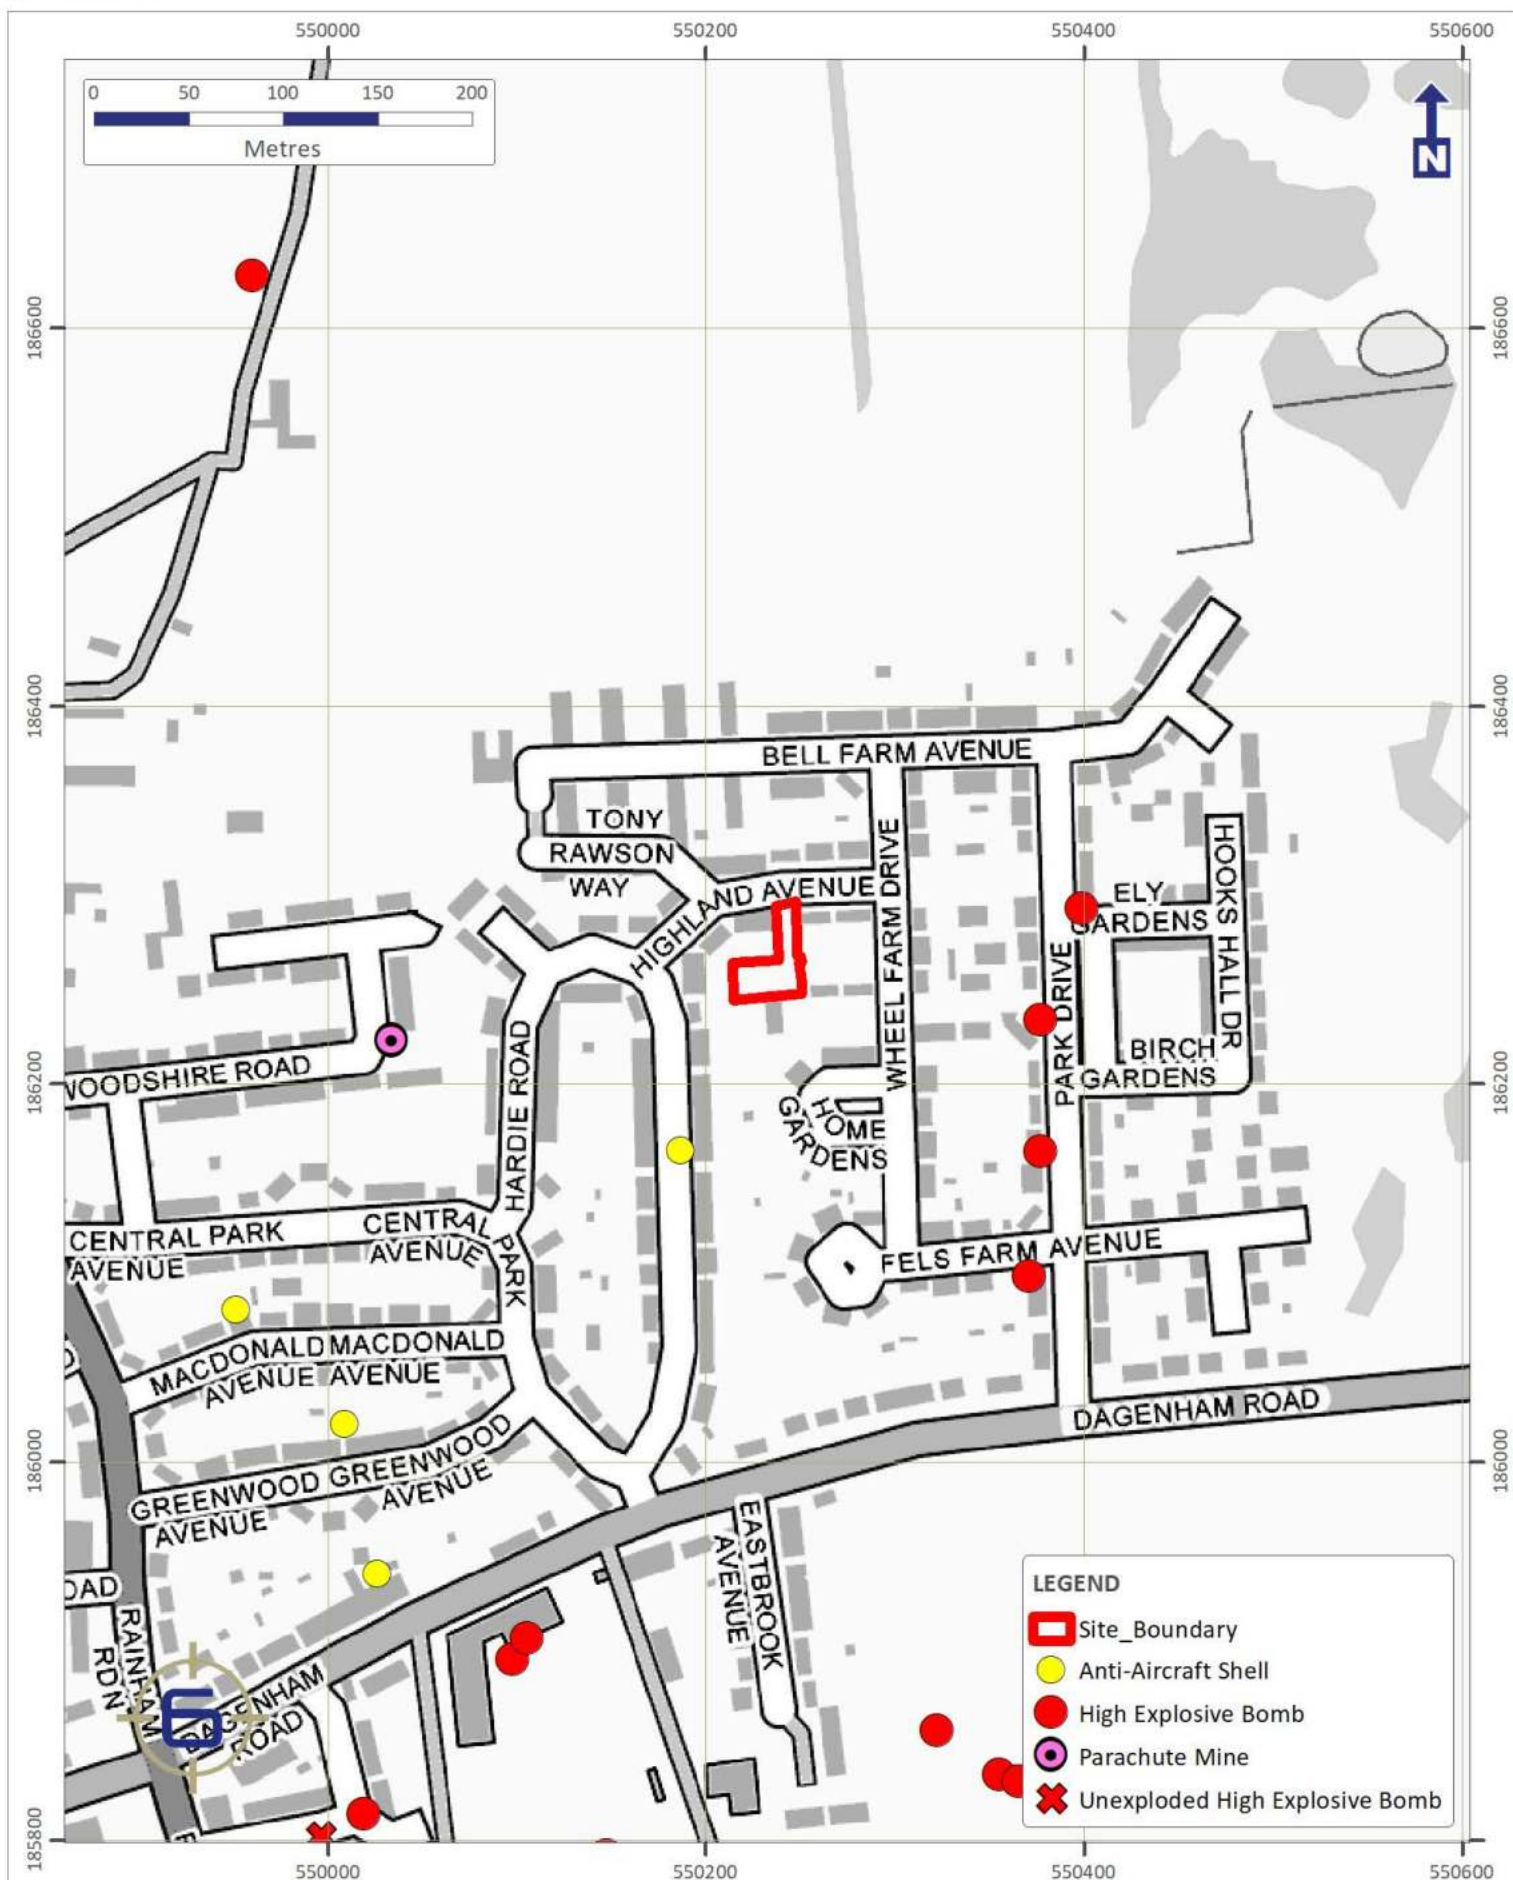 550000 550200 550400 550600
0 50 100 150 200
Metres
N
186600 186600
186400 186400
BELL FARM AVENUE
TONY
RAWSON
WAY
HIGHLAND AVENUE
WHEEL FARM DRIVE
HOOKS HALL DR
ELY
GARDENS
PARK DRIVE
BIRCH
GARDENS
WOODSHIRE ROAD
HARDIE ROAD
186200 186200
HOME
GARDENS
GARDENS
CENTRAL PARK
AVENUE
CENTRAL
AVENUE
PARK
FELS FARM AVENUE
MACDONALD MACDONALD
AVENUE AVENUE
DAGENHAM ROAD
GREENWOOD GREENWOOD
AVENUE
AVENUE
186000 186000
EASTBROOK
AVENUE
OAD
RAINHAM
RDN
DAGENHAM
ROAD
6
LEGEND
Site_Boundary
Anti-Aircraft Shell
High Explosive Bomb
Parachute Mine
Unexploded High Explosive Bomb
185800
550000 550200 550400 550600